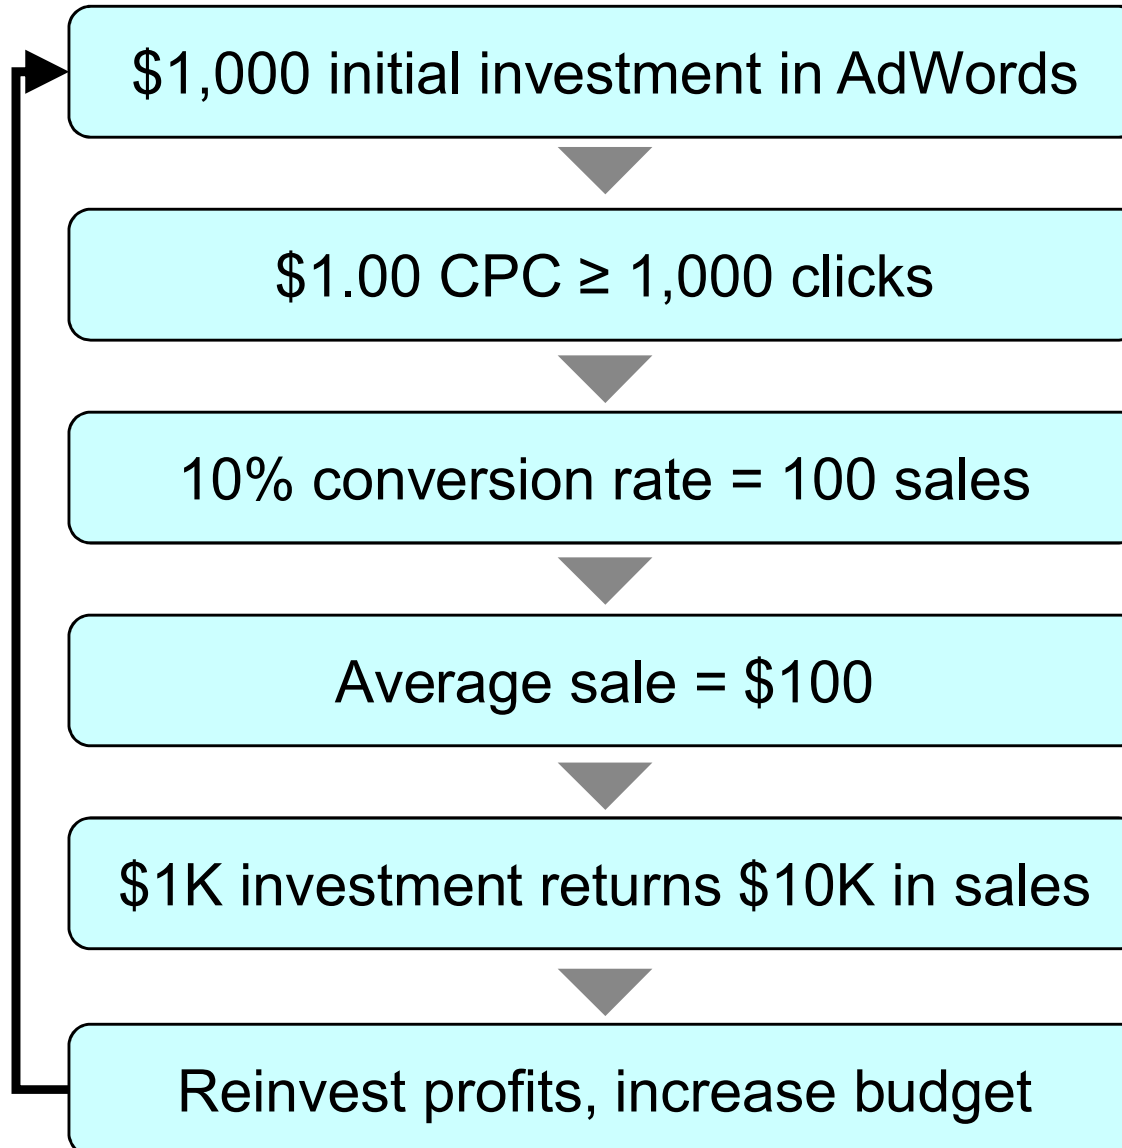 $1,000 initial investment in AdWords
$1.00 CPC ≥ 1,000 clicks
10% conversion rate = 100 sales
Average sale = $100
$1K investment returns $10K in sales
Reinvest profits, increase budget